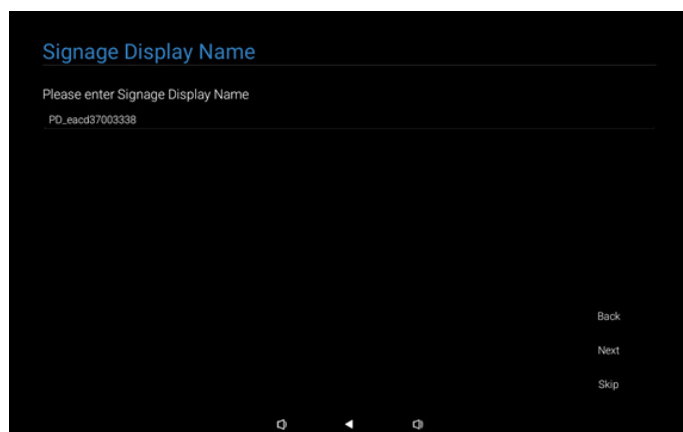 Signage Display Name
Please enter Signage Display Name
PD_eacd37003338
Back
Next
Skip